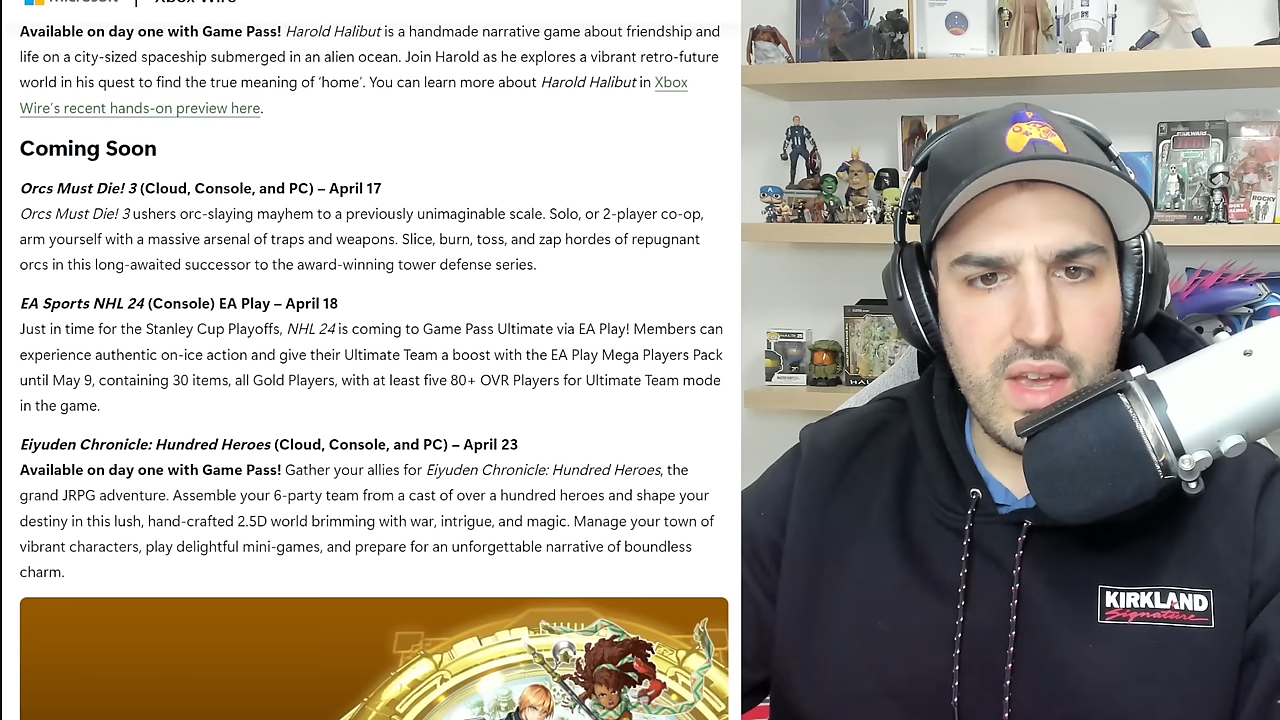 Microsoft | Xbox Wire
Available on day one with Game Pass! Harold Halibut is a handmade narrative game about friendship and
life on a city-sized spaceship submerged in an alien ocean. Join Harold as he explores a vibrant retro-future
world in his quest to find the true meaning of ‘home’. You can learn more about Harold Halibut in Xbox
Wire’s recent hands-on preview here.
Coming Soon
Orcs Must Die! 3 (Cloud, Console, and PC) – April 17
Orcs Must Die! 3 ushers orc-slaying mayhem to a previously unimaginable scale. Solo, or 2-player co-op,
arm yourself with a massive arsenal of traps and weapons. Slice, burn, toss, and zap hordes of repugnant
orcs in this long-awaited successor to the award-winning tower defense series.
EA Sports NHL 24 (Console) EA Play – April 18
Just in time for the Stanley Cup Playoffs, NHL 24 is coming to Game Pass Ultimate via EA Play! Members can
experience authentic on-ice action and give their Ultimate Team a boost with the EA Play Mega Players Pack
until May 9, containing 30 items, all Gold Players, with at least five 80+ OVR Players for Ultimate Team mode
in the game.
Eiyuden Chronicle: Hundred Heroes (Cloud, Console, and PC) – April 23
Available on day one with Game Pass! Gather your allies for Eiyuden Chronicle: Hundred Heroes, the
grand JRPG adventure. Assemble your 6-party team from a cast of over a hundred heroes and shape your
destiny in this lush, hand-crafted 2.5D world brimming with war, intrigue, and magic. Manage your town of
vibrant characters, play delightful mini-games, and prepare for an unforgettable narrative of boundless
charm.
STAR WARS
ROCKY
HALO
KIRKLAND
Signature